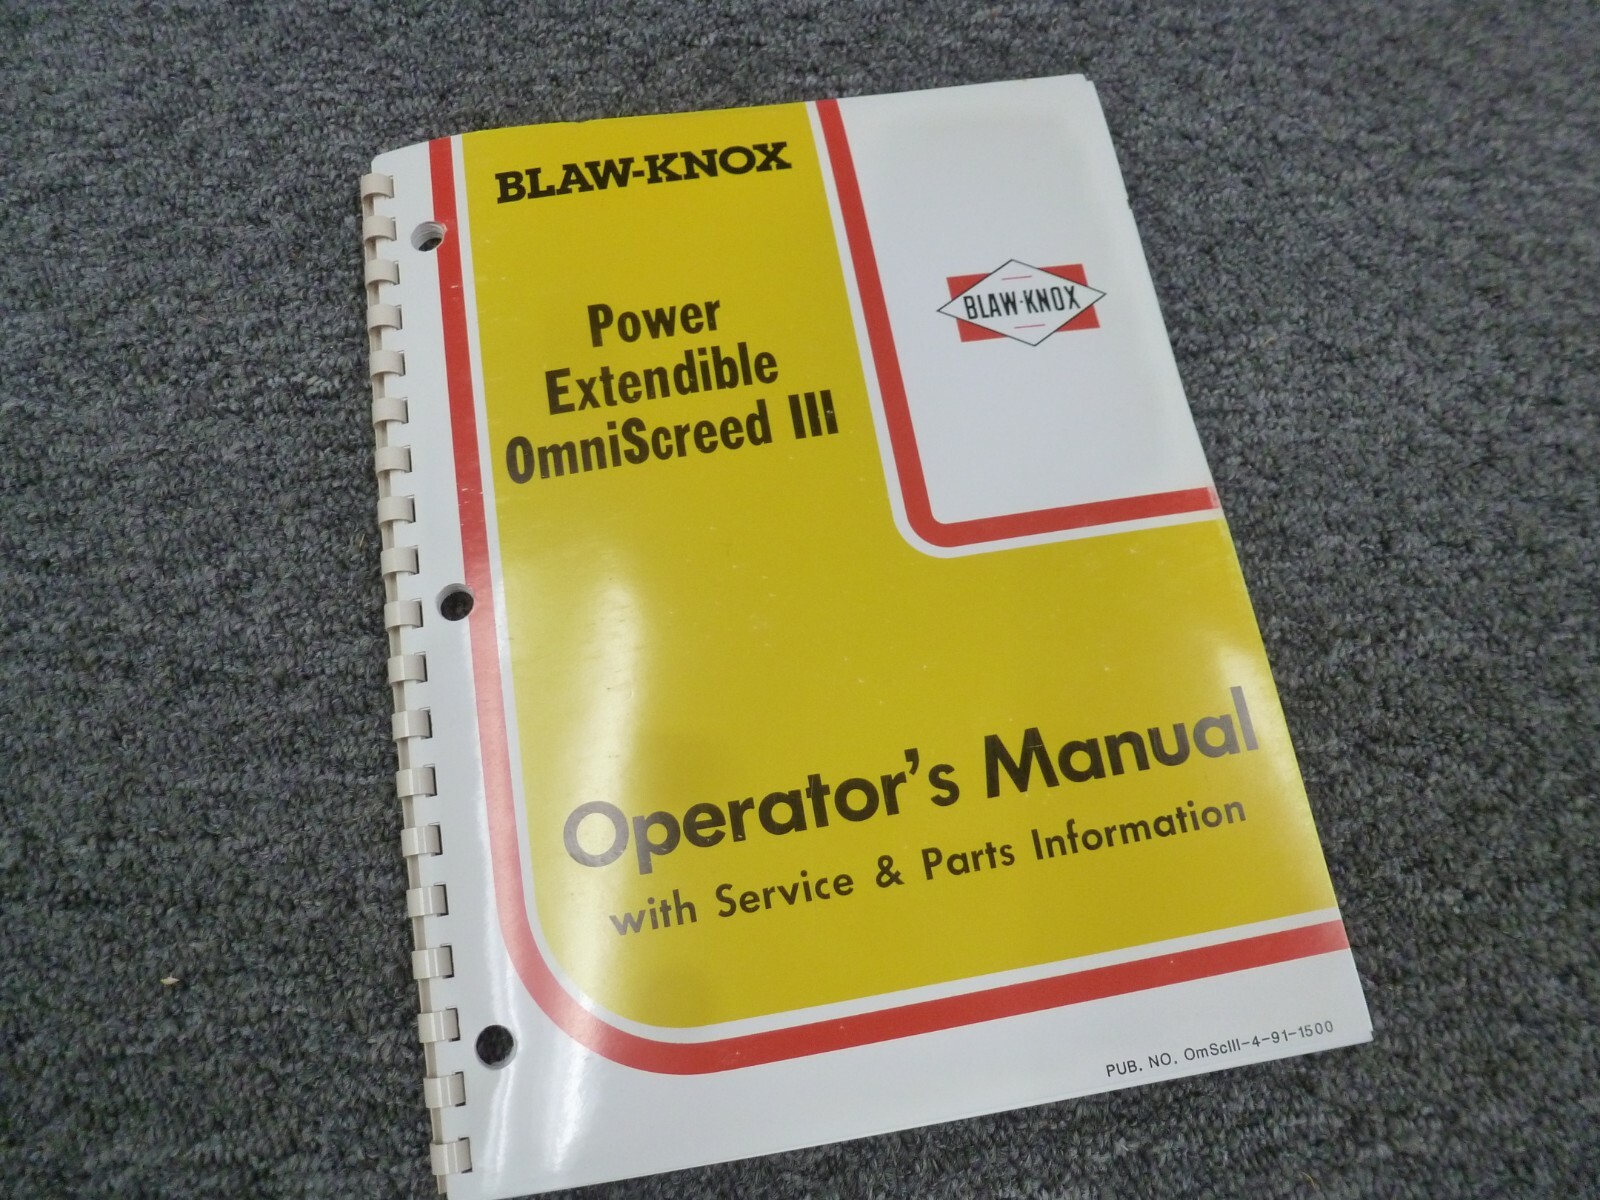 BLAW-KNOX
Power
Extendible
OmniScreed III
BLAW-KNOX
Operator's Manual
with Service & Parts Information
PUB. NO. OmScIII-4-91-1500